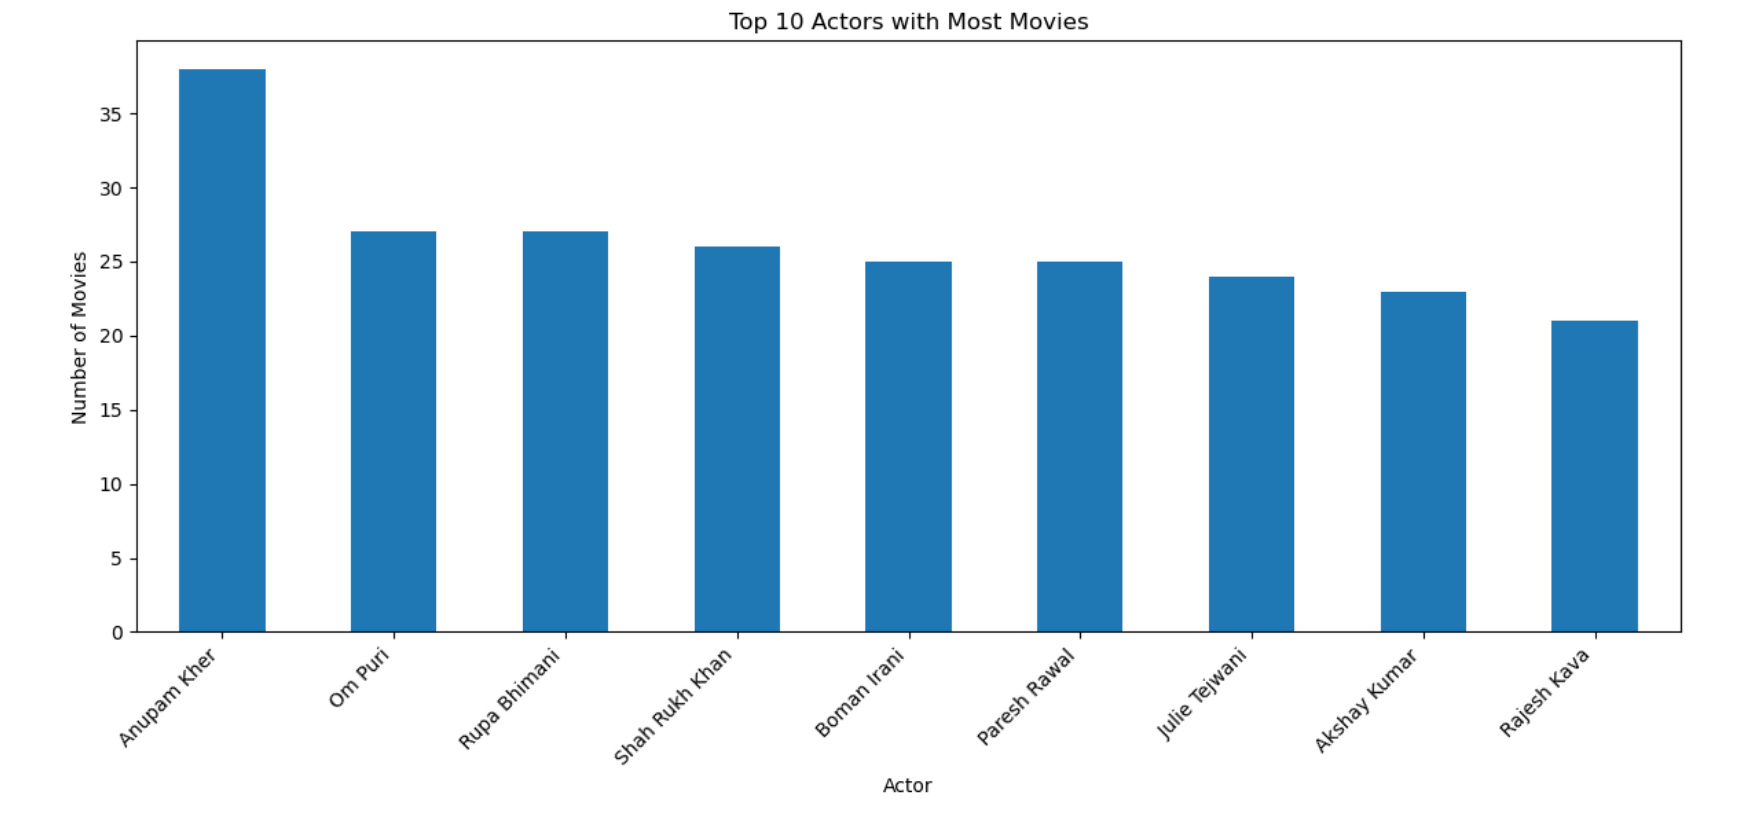 Top 10 Actors with Most Movies
Number of Movies
35
30
25
20
15
10
5
0
Anupam Kher
Om Puri
Rupa Bhimani
Shah Rukh Khan
Boman Irani
Paresh Rawal
Julie Tejwani
Akshay Kumar
Rajesh Kava
Actor